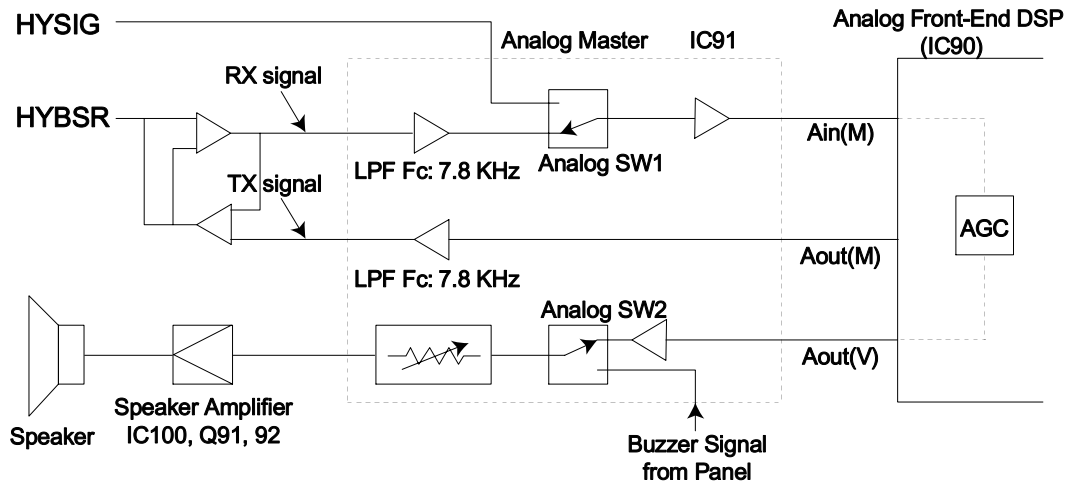 HYSIG
Analog Master
IC91
Analog Front-End DSP
(IC90)
RX signal
HYBSR
Ain(M)
LPF Fc: 7.8 KHz
Analog SW1
TX signal
AGC
Aout(M)
LPF Fc: 7.8 KHz
Analog SW2
Aout(V)
Speaker Amplifier
IC100, Q91, 92
Speaker
Buzzer Signal
from Panel